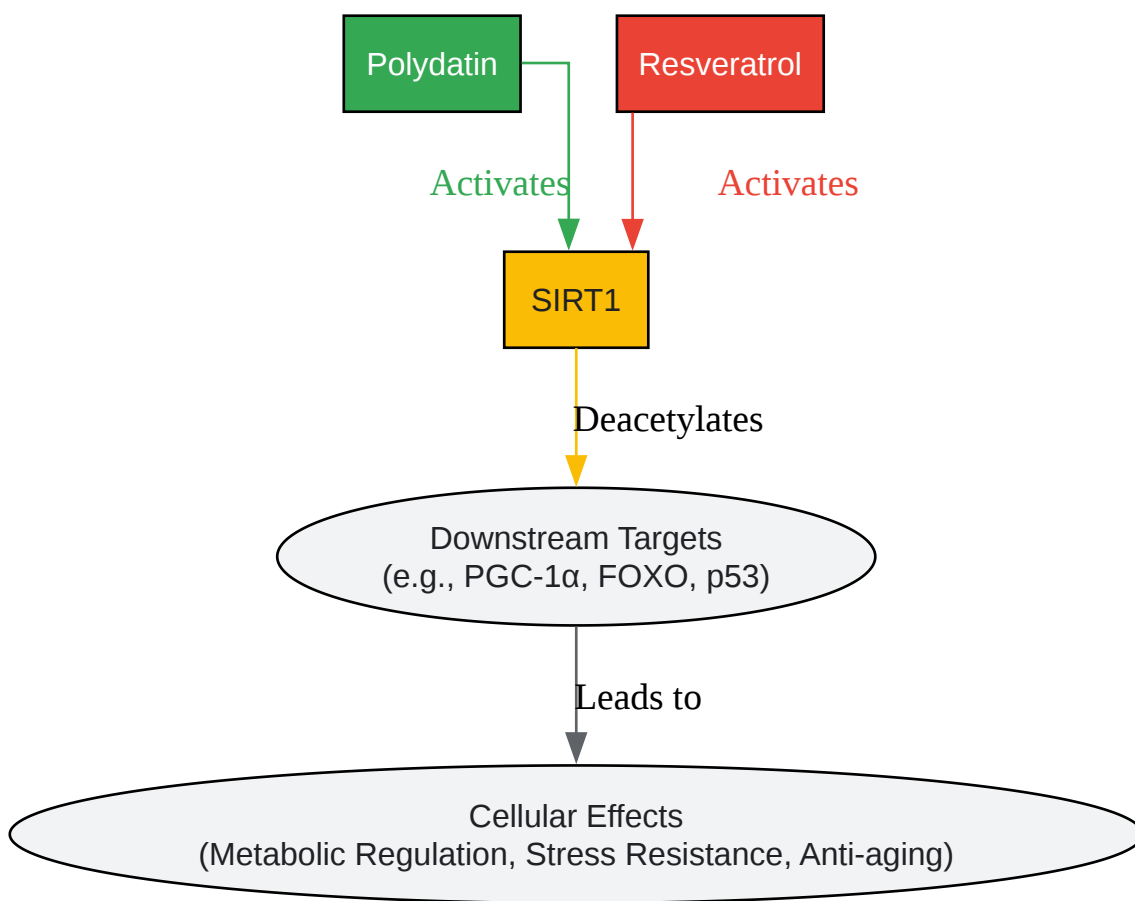 Polydatin
Resveratrol
Activates
Activates
SIRT1
Deacetylates
Downstream Targets
(e.g., PGC-1α, FOXO, p53)
Leads to
Cellular Effects
(Metabolic Regulation, Stress Resistance, Anti-aging)